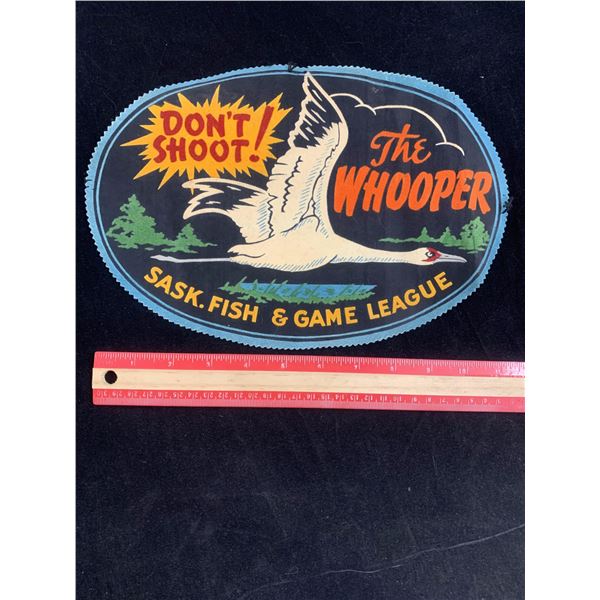 DON'T
SHOOT!
The
WHOOPER
SASK. FISH & GAME LEAGUE